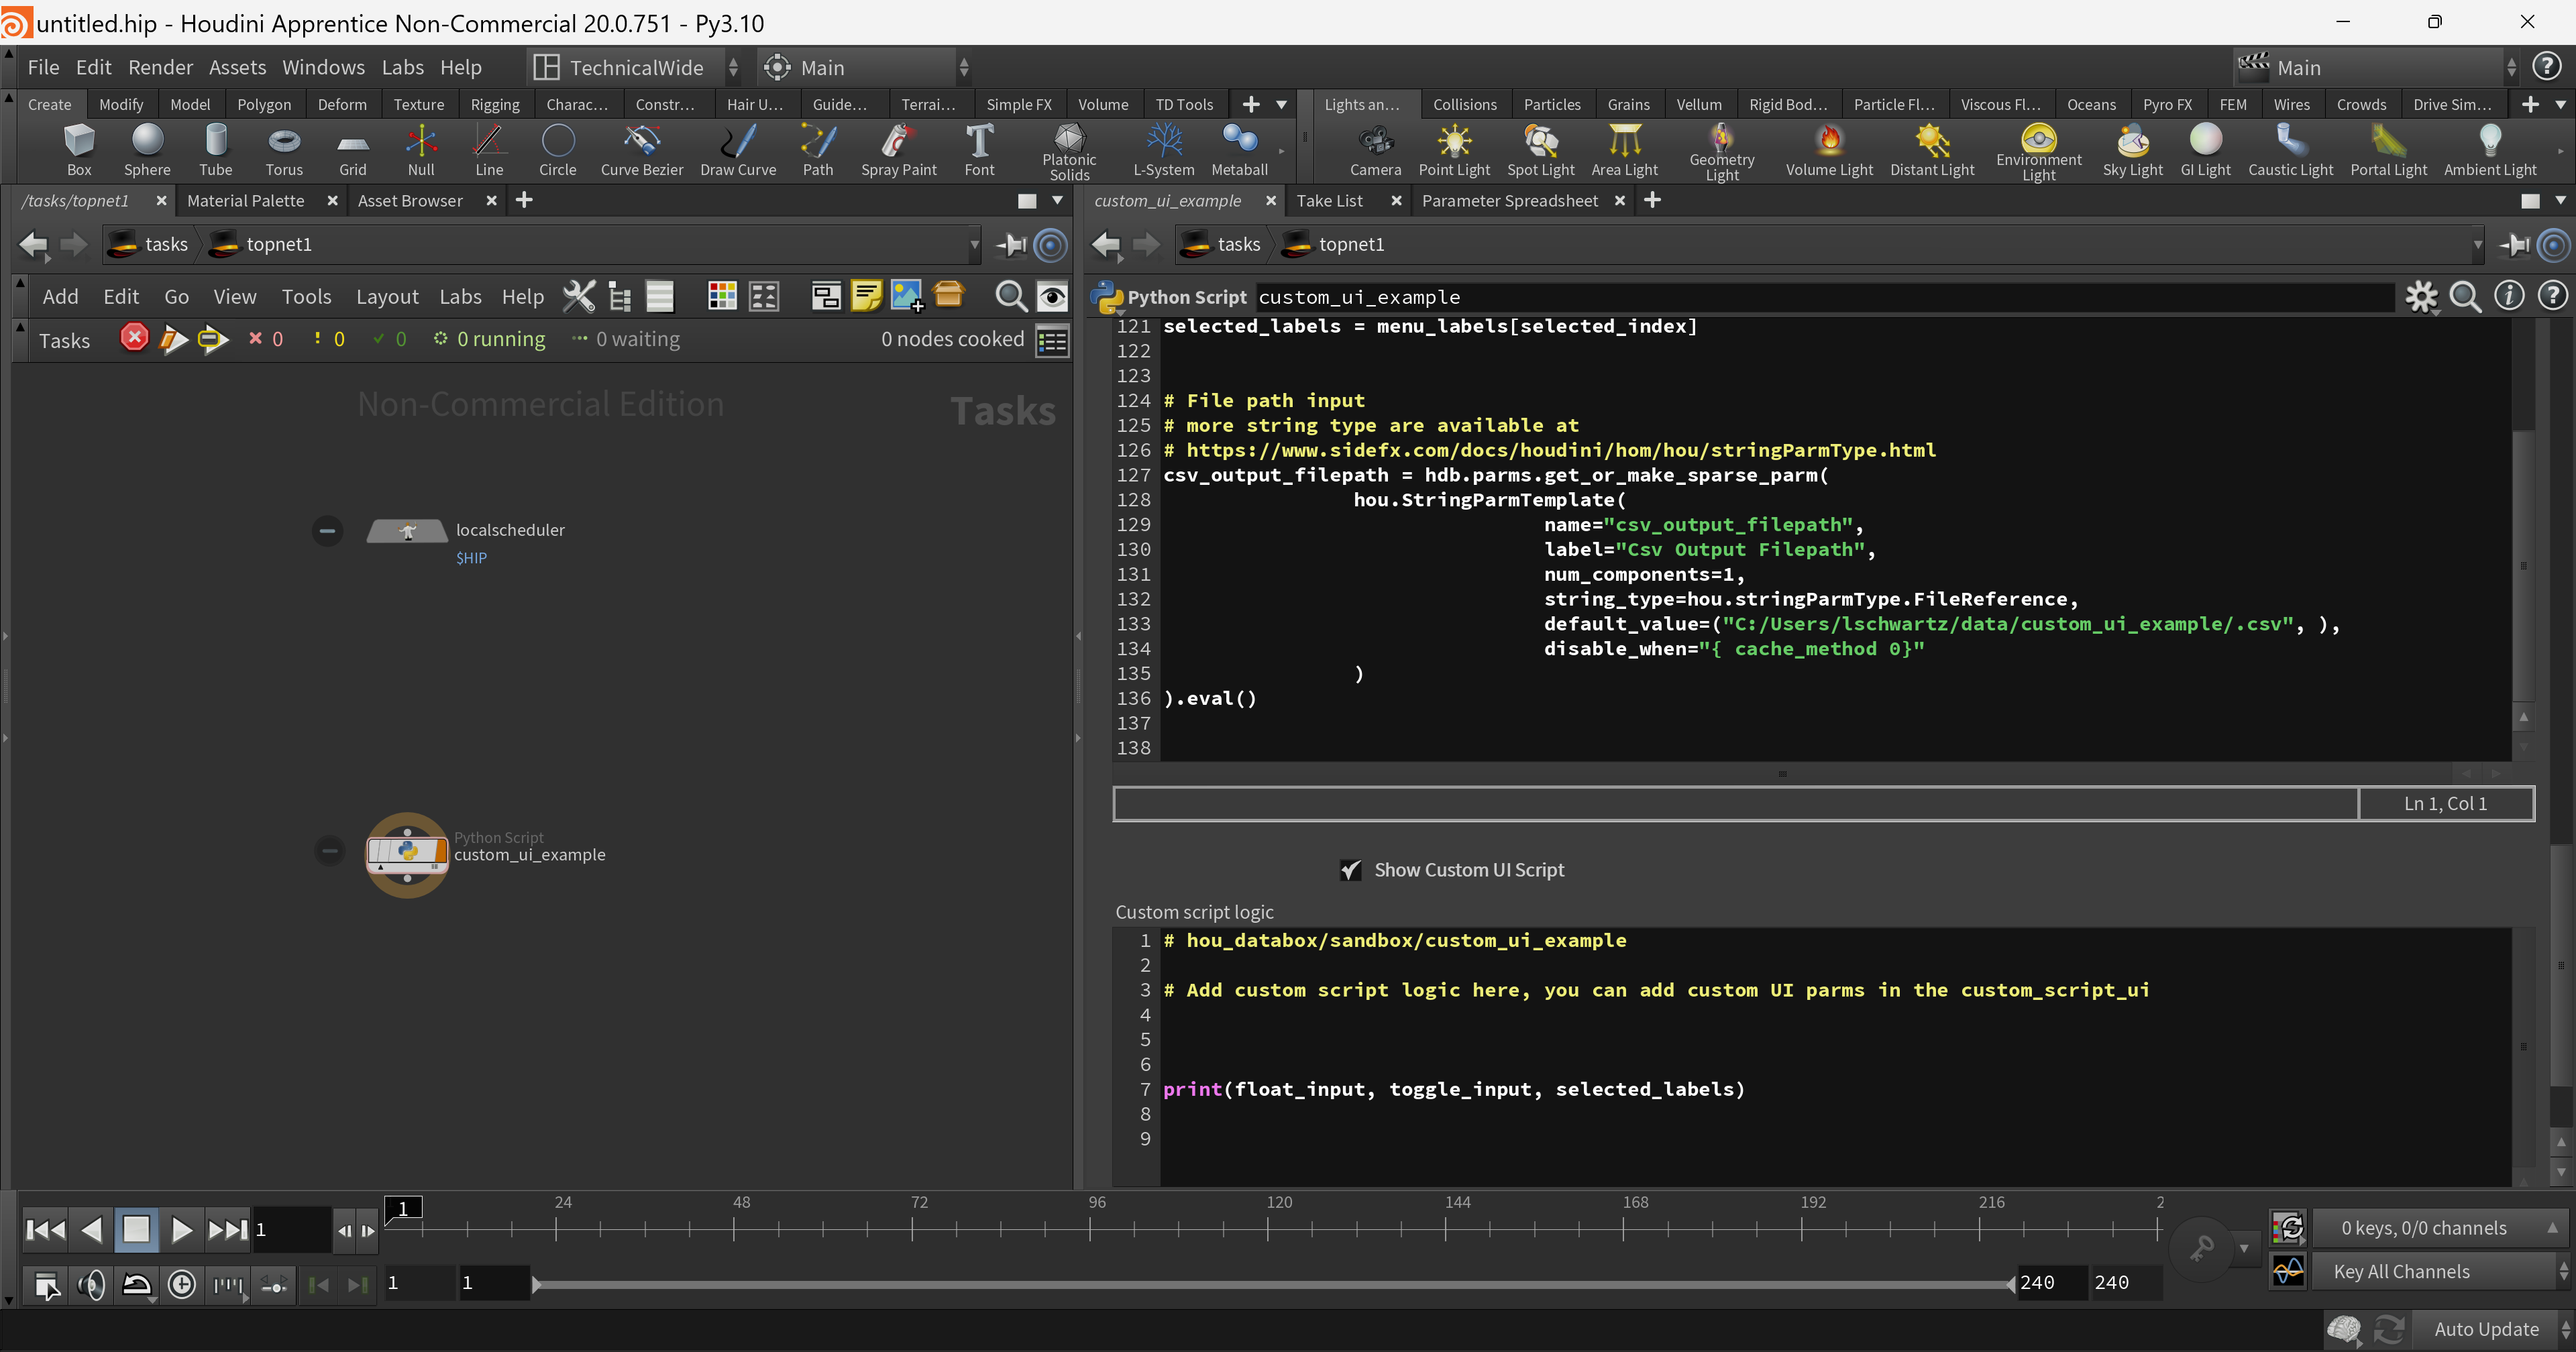 untitled.hip - Houdini Apprentice Non-Commercial 20.0.751 - Py3.10
File Edit Render Assets Windows Labs Help TechnicalWide Main Main
Create Modify Model Polygon Deform Texture Rigging Charac... Constr... Hair U... Guide... Terrai... Simple FX Volume TD Tools
Lights an... Collisions Particles Grains Vellum Rigid Bod... Particle Fl... Viscous Fl... Oceans Pyro FX FEM Wires Crowds Drive Sim...
Box Sphere Tube Torus Grid Null Line Circle Curve Bezier Draw Curve Path Spray Paint Font Platonic Solids L-System Metaball
Camera Point Light Spot Light Area Light Geometry Light Volume Light Distant Light Environment Light Sky Light GI Light Caustic Light Portal Light Ambient Light
/tasks/topnet1 Material Palette Asset Browser
tasks topnet1
Add Edit Go View Tools Layout Labs Help
Tasks 0 0 0 0 running 0 waiting 0 nodes cooked
Non-Commercial Edition
Tasks
localscheduler
$HIP
Python Script
custom_ui_example
custom_ui_example Take List Parameter Spreadsheet
tasks topnet1
Python Script custom_ui_example
121 selected_labels = menu_labels[selected_index]
122
123
124 # File path input
125 # more string type are available at
126 # https://www.sidefx.com/docs/houdini/hom/hou/stringParmType.html
127 csv_output_filepath = hdb.parms.get_or_make_sparse_parm(
128 hou.StringParmTemplate(
129 name="csv_output_filepath",
130 label="Csv Output Filepath",
131 num_components=1,
132 string_type=hou.stringParmType.FileReference,
133 default_value=("C:/Users/lschwartz/data/custom_ui_example/.csv", ),
134 disable_when="{ cache_method 0}"
135 )
136 ).eval()
137
138
Ln 1, Col 1
Show Custom UI Script
Custom script logic
1 # hou_databox/sandbox/custom_ui_example
2
3 # Add custom script logic here, you can add custom UI parms in the custom_script_ui
4
5
6
7 print(float_input, toggle_input, selected_labels)
8
9
1 1 24 48 72 96 120 144 168 192 216 2
0 keys, 0/0 channels
1 1 240 240
Key All Channels
Auto Update